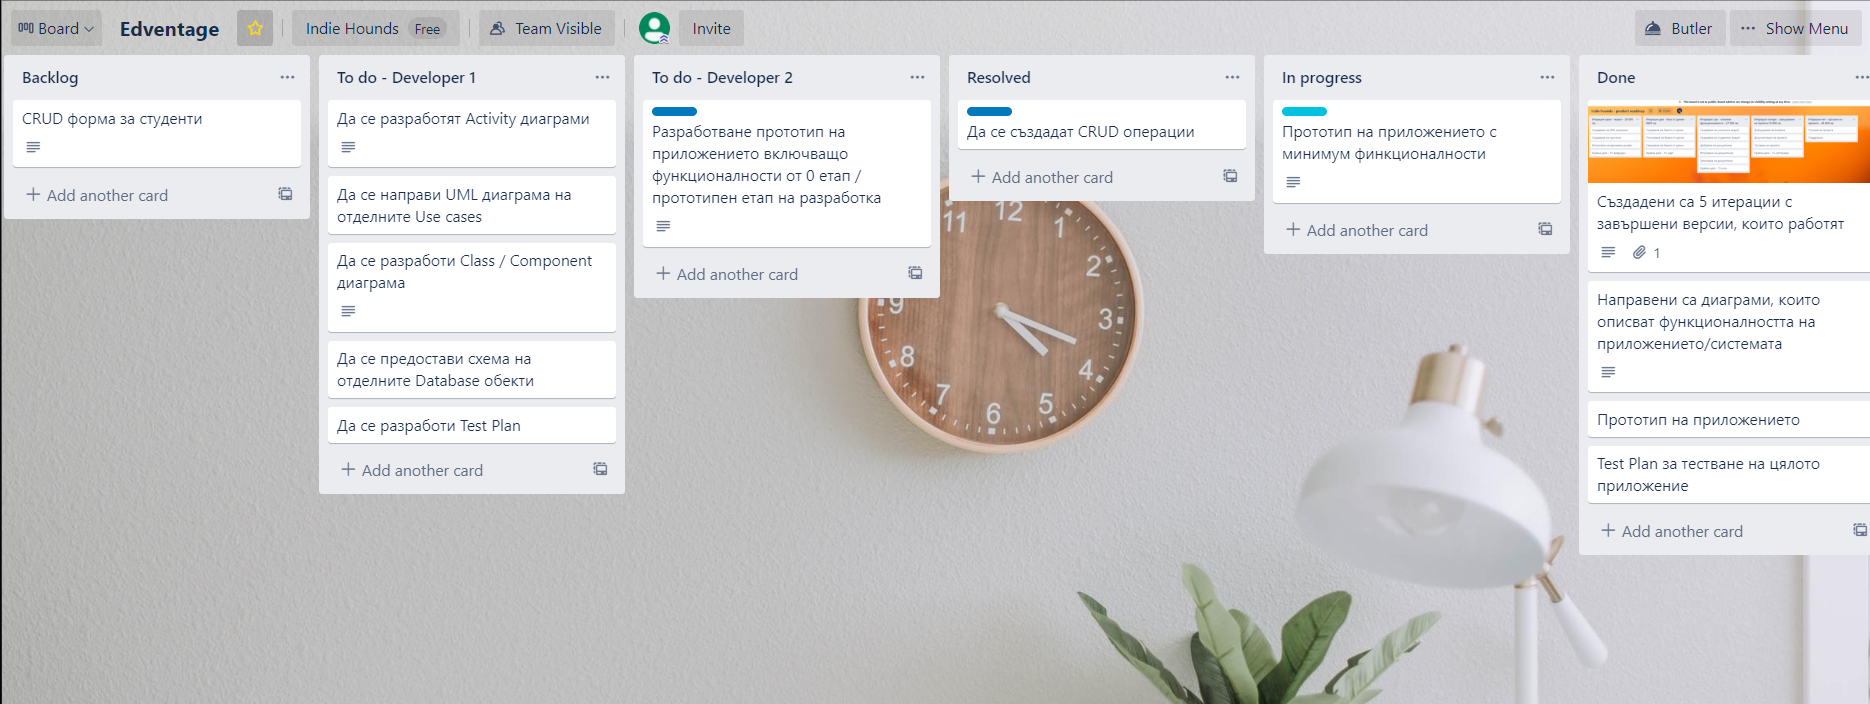 Board
Edventage
Indie Hounds Free
Team Visible
Invite
Butler
Show Menu
Backlog
CRUD форма за студенти
Add another card
To do - Developer 1
Да се разработят Activity диаграми
Да се направи UML диаграма на
отделните Use cases
Да се разработи Class / Component
диаграма
Да се предостави схема на
отделните Database обекти
Да се разработи Test Plan
Add another card
To do - Developer 2
Разработване прототип на
приложението включващо
функционалности от 0 етап /
прототипен етап на разработка
Add another card
Resolved
Да се създадат CRUD операции
Add another card
In progress
Прототип на приложението с
минимум финкционалности
Add another card
Done
Създадени са 5 итерации с
завършени версии, които работят
1
Направени са диаграми, които
описват функционалността на
приложението/системата
Прототип на приложението
Test Plan за тестване на цялото
приложение
Add another card
11
12
1
2
3
4
5
6
7
8
9